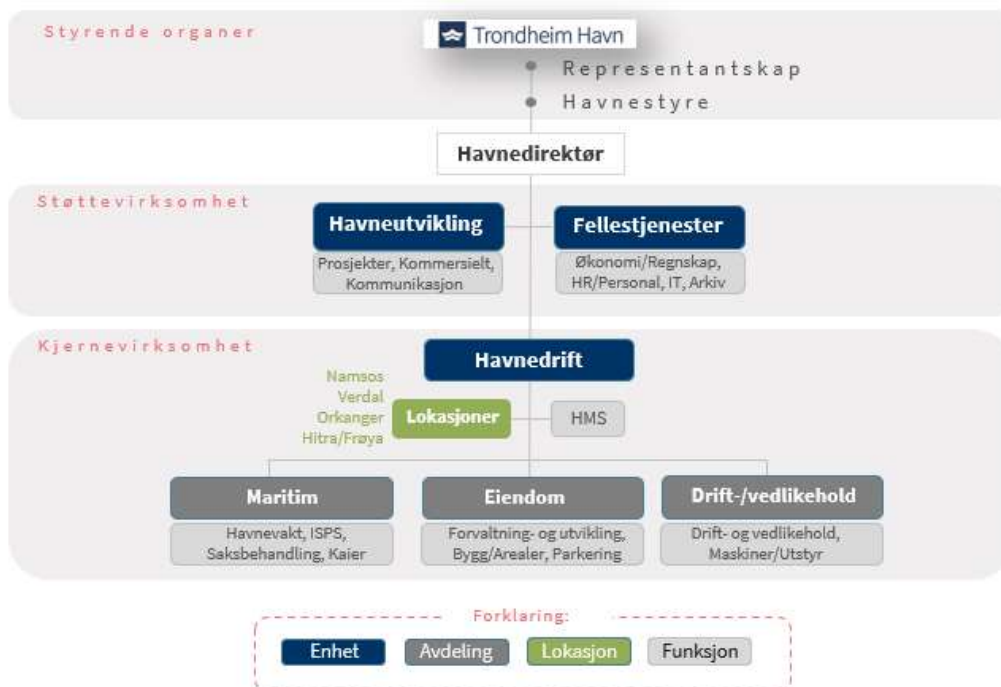 Styrende organer
Trondheim Havn
Representantskap
Havnestyre
Havnedirektør
Støttevirksomhet
Havneutvikling
Prosjekter, Kommersielt,
Kommunikasjon
Fellestjenester
Økonomi/Regnskap,
HR/Personal, IT, Arkiv
Kjernevirksomhet
Havnedrift
Namsos
Verdal
Orkanger
Hitra/Frøya
Lokasjoner
HMS
Maritim
Havnevakt, ISPS,
Saksbehandling, Kaier
Eiendom
Forvaltning- og utvikling,
Bygg/Arealer, Parkering
Drift-/vedlikehold
Drift- og vedlikehold,
Maskiner/Utstyr
Forklaring:
Enhet
Avdeling
Lokasjon
Funksjon